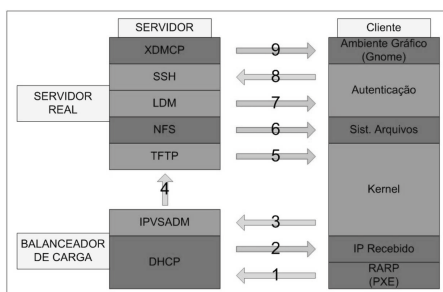 SERVIDOR
Cliente
XDMCP
9
Ambiente Gráfico
(Gnome)
SSH
8
Autenticação
SERVIDOR
REAL
LDM
7
NFS
6
Sist. Arquivos
TFTP
5
Kernel
4
IPVSADM
3
BALANCEADOR
DE CARGA
DHCP
2
IP Recebido
1
RARP
(PXE)